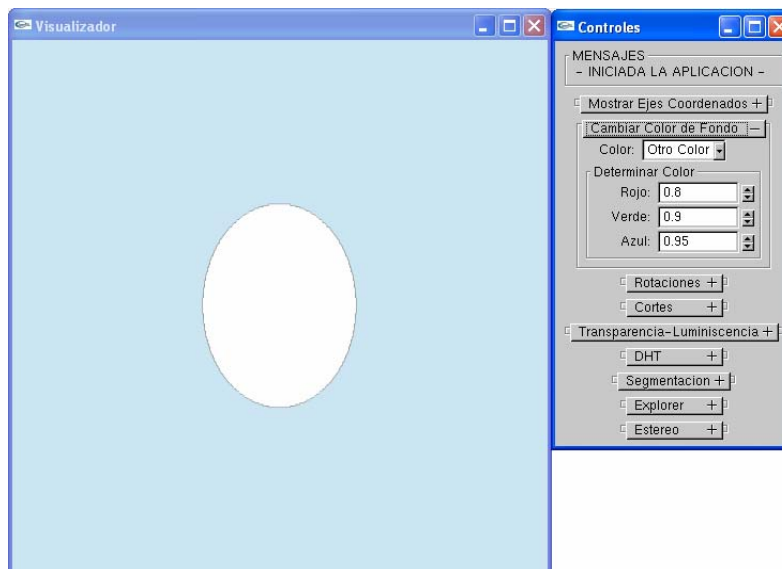 Visualizador
Controles
MENSAJES
- INICIADA LA APLICACION -
Mostrar Ejes Coordenados +
Cambiar Color de Fondo −
Color: Otro Color
Determinar Color
Rojo: 0.8
Verde: 0.9
Azul: 0.95
Rotaciones +
Cortes +
Transparencia-Luminiscencia +
DHT +
Segmentacion +
Explorer +
Estereo +